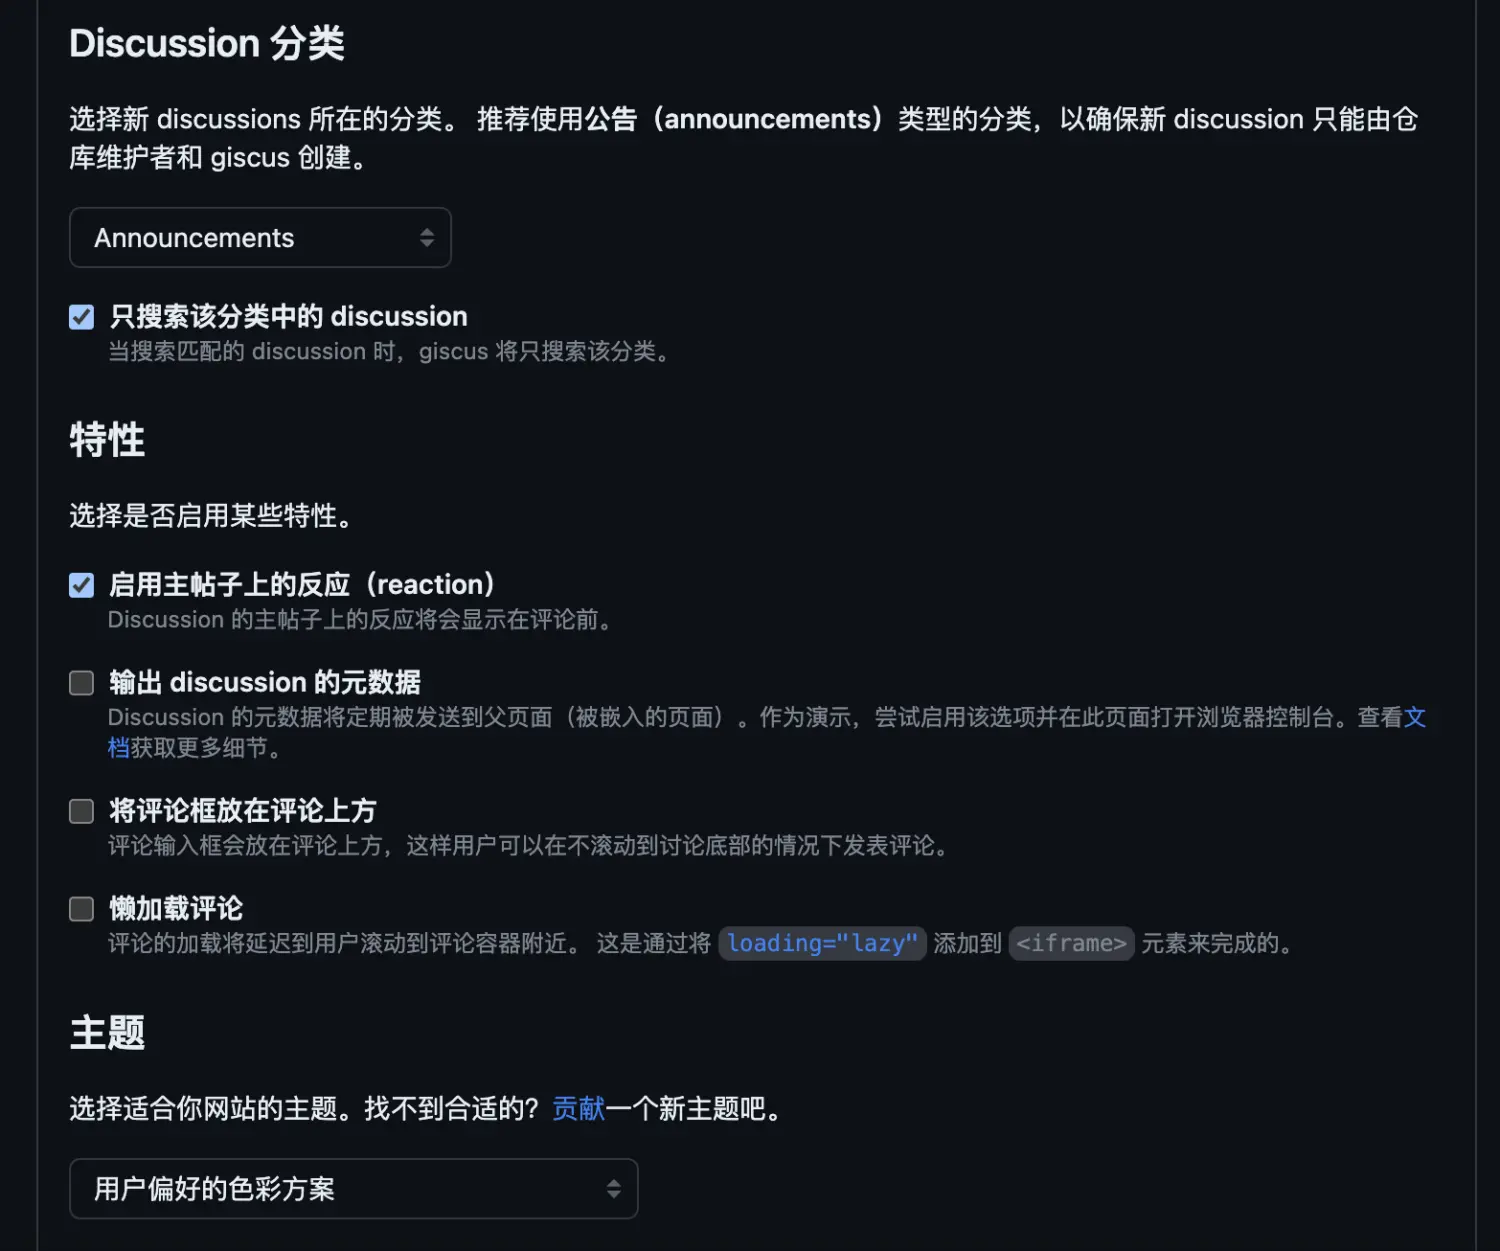 Discussion 分类
选择新 discussions 所在的分类。 推荐使用公告（announcements）类型的分类，以确保新 discussion 只能由仓
库维护者和 giscus 创建。
Announcements
只搜索该分类中的 discussion
当搜索匹配的 discussion 时，giscus 将只搜索该分类。
特性
选择是否启用某些特性。
启用主帖子上的反应（reaction）
Discussion 的主帖子上的反应将会显示在评论前。
输出 discussion 的元数据
Discussion 的元数据将定期被发送到父页面（被嵌入的页面）。作为演示，尝试启用该选项并在此页面打开浏览器控制台。查看文
档获取更多细节。
将评论框放在评论上方
评论输入框会放在评论上方，这样用户可以在不滚动到讨论底部的情况下发表评论。
懒加载评论
评论的加载将延迟到用户滚动到评论容器附近。 这是通过将 loading="lazy" 添加到 <iframe> 元素来完成的。
主题
选择适合你网站的主题。找不到合适的？贡献一个新主题吧。
用户偏好的色彩方案